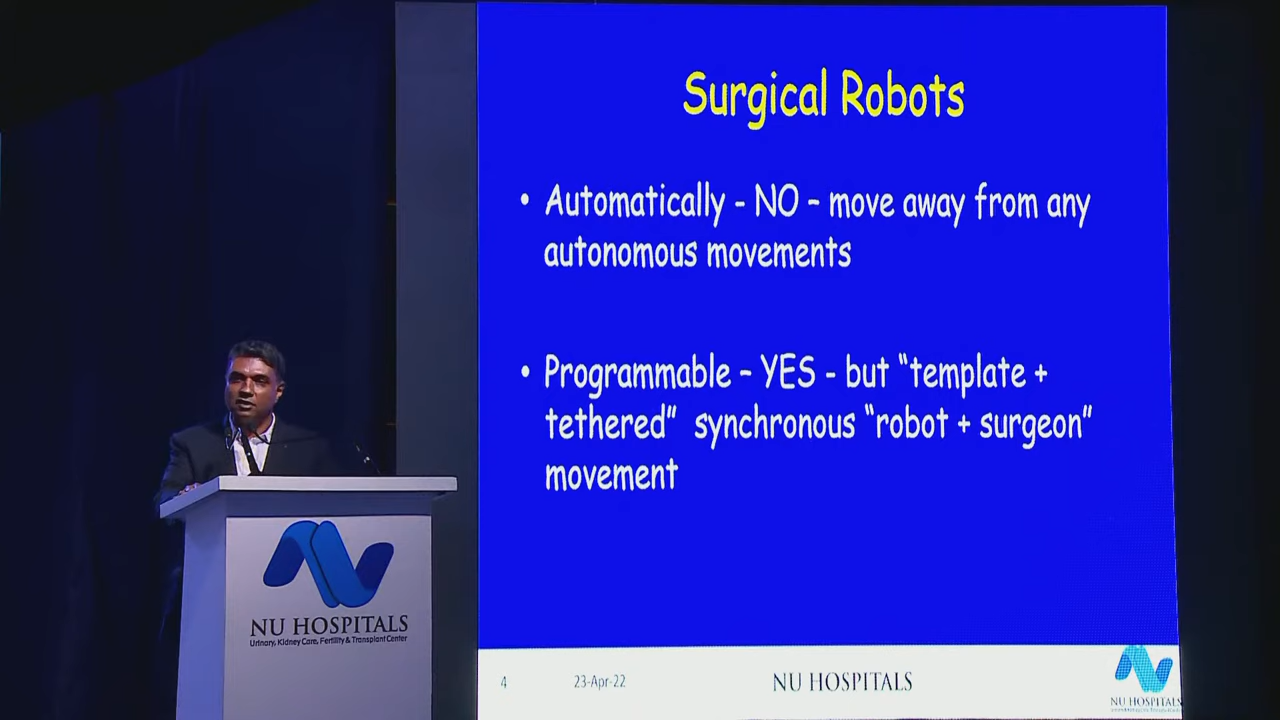 Surgical Robots
• Automatically - NO – move away from any
autonomous movements
• Programmable – YES - but “template +
tethered” synchronous “robot + surgeon”
movement
4
23-Apr-22
NU HOSPITALS
NU HOSPITALS
NU HOSPITALS
Urinary, Kidney Care, Fertility & Transplant Center